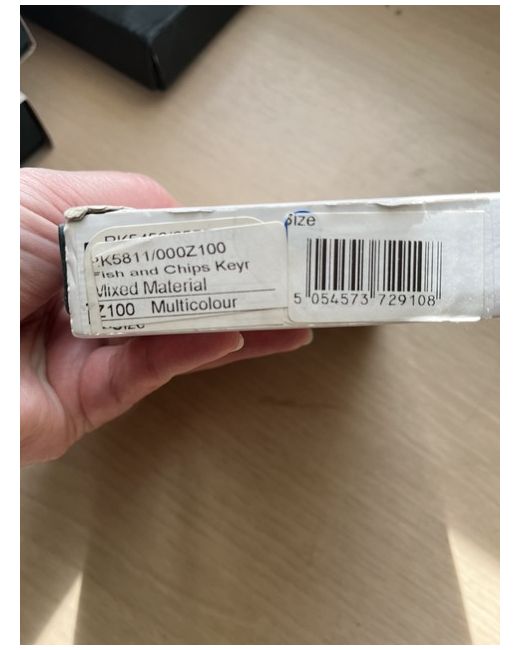 PK5811/000Z100
Fish and Chips Keyr
Mixed Material
Z100 Multicolour
Size
5 054573 729108